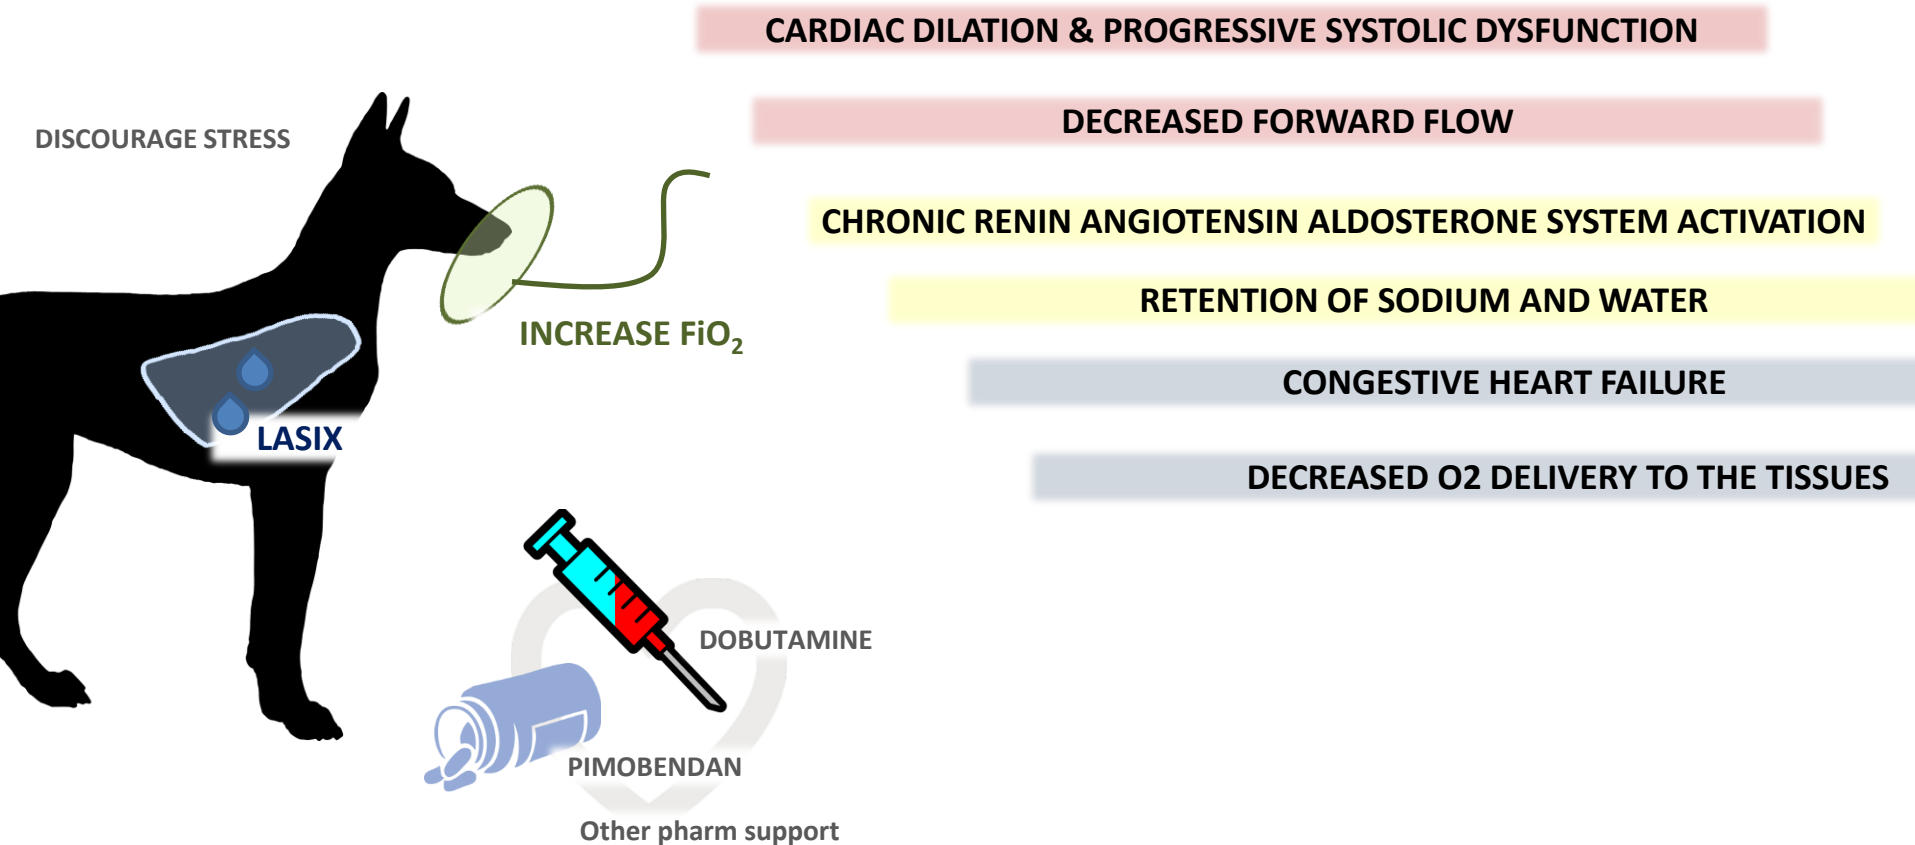 CARDIAC DILATION & PROGRESSIVE SYSTOLIC DYSFUNCTION
DECREASED FORWARD FLOW
DISCOURAGE STRESS
CHRONIC RENIN ANGIOTENSIN ALDOSTERONE SYSTEM ACTIVATION
RETENTION OF SODIUM AND WATER
INCREASE FiO₂
CONGESTIVE HEART FAILURE
LASIX
DECREASED O2 DELIVERY TO THE TISSUES
DOBUTAMINE
PIMOBENDAN
Other pharm support